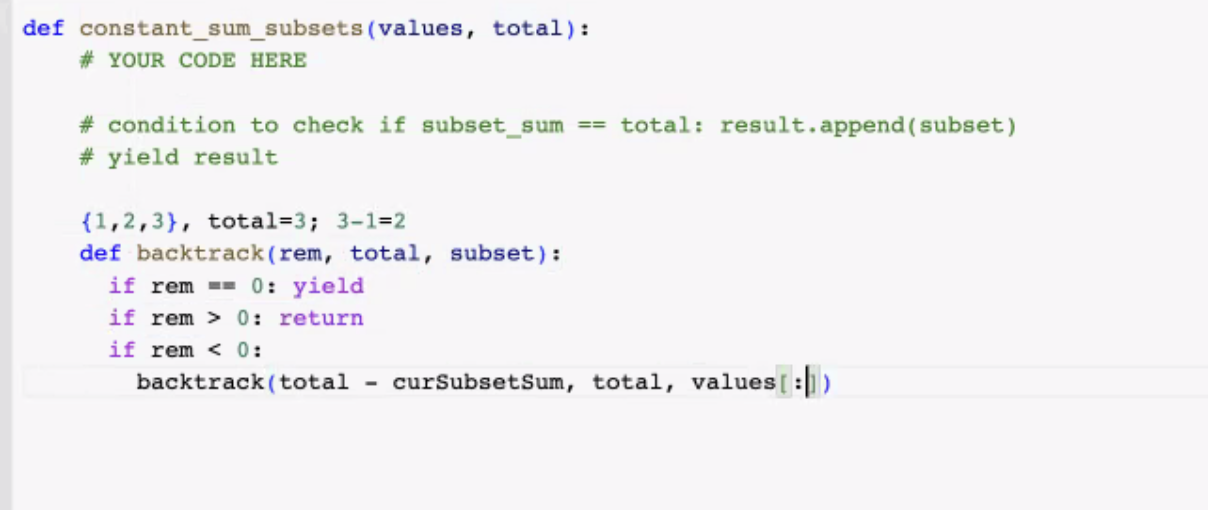 def constant_sum_subsets(values, total):
# YOUR CODE HERE
# condition to check if subset_sum == total: result.append(subset)
# yield result
{1,2,3}, total=3; 3-1=2
def backtrack(rem, total, subset):
if rem == 0: yield
if rem > 0: return
if rem < 0:
backtrack(total - curSubsetSum, total, values[:])